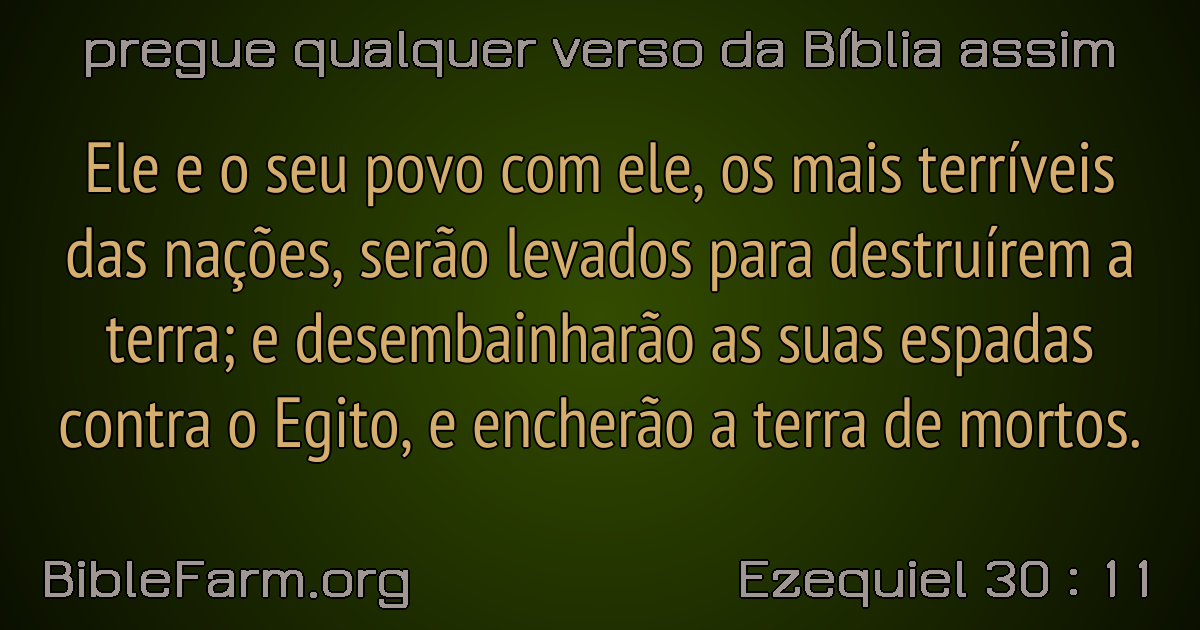 pregue qualquer verso da Bíblia assim
Ele e o seu povo com ele, os mais terríveis
das nações, serão levados para destruírem a
terra; e desembainharão as suas espadas
contra o Egito, e encherão a terra de mortos.
BibleFarm.org
Ezequiel 30 : 11